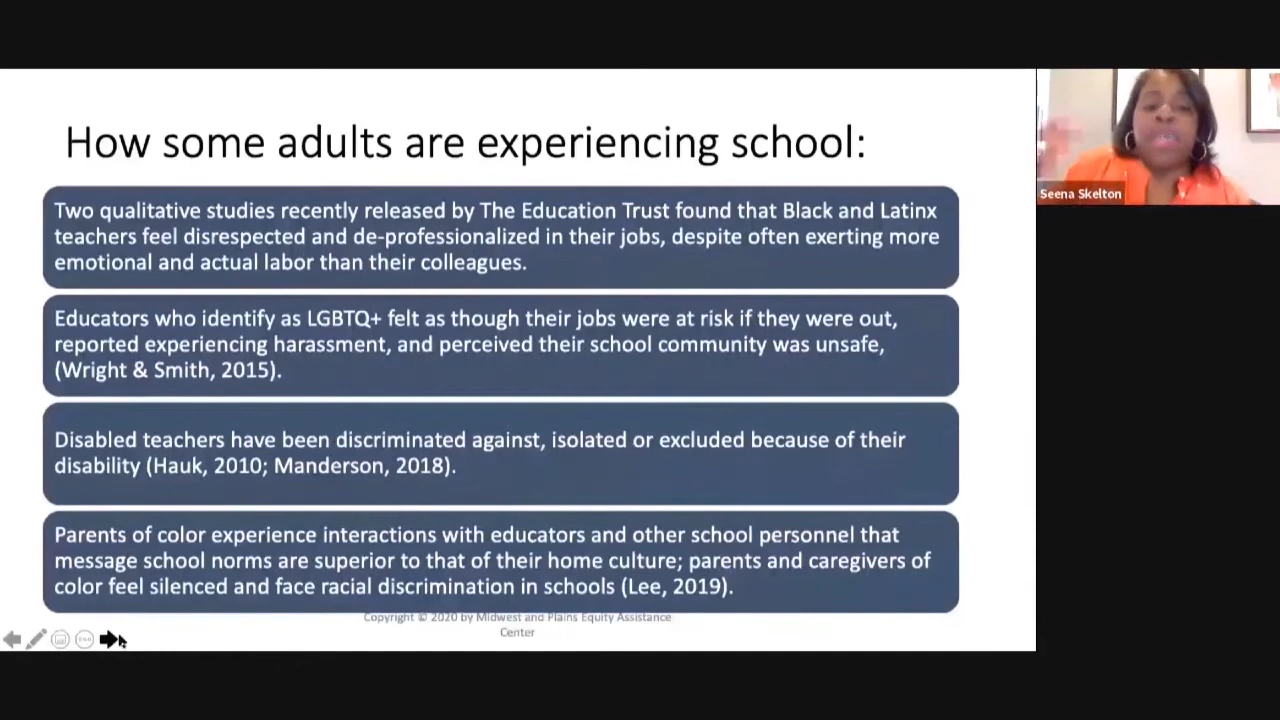 How some adults are experiencing school:
Two qualitative studies recently released by The Education Trust found that Black and Latinx
teachers feel disrespected and de-professionalized in their jobs, despite often exerting more
emotional and actual labor than their colleagues.
Educators who identify as LGBTQ+ felt as though their jobs were at risk if they were out,
reported experiencing harassment, and perceived their school community was unsafe,
(Wright & Smith, 2015).
Disabled teachers have been discriminated against, isolated or excluded because of their
disability (Hauk, 2010; Manderson, 2018).
Parents of color experience interactions with educators and other school personnel that
message school norms are superior to that of their home culture; parents and caregivers of
color feel silenced and face racial discrimination in schools (Lee, 2019).
Copyright © 2020 by Midwest and Plains Equity Assistance
Center
Seena Skelton